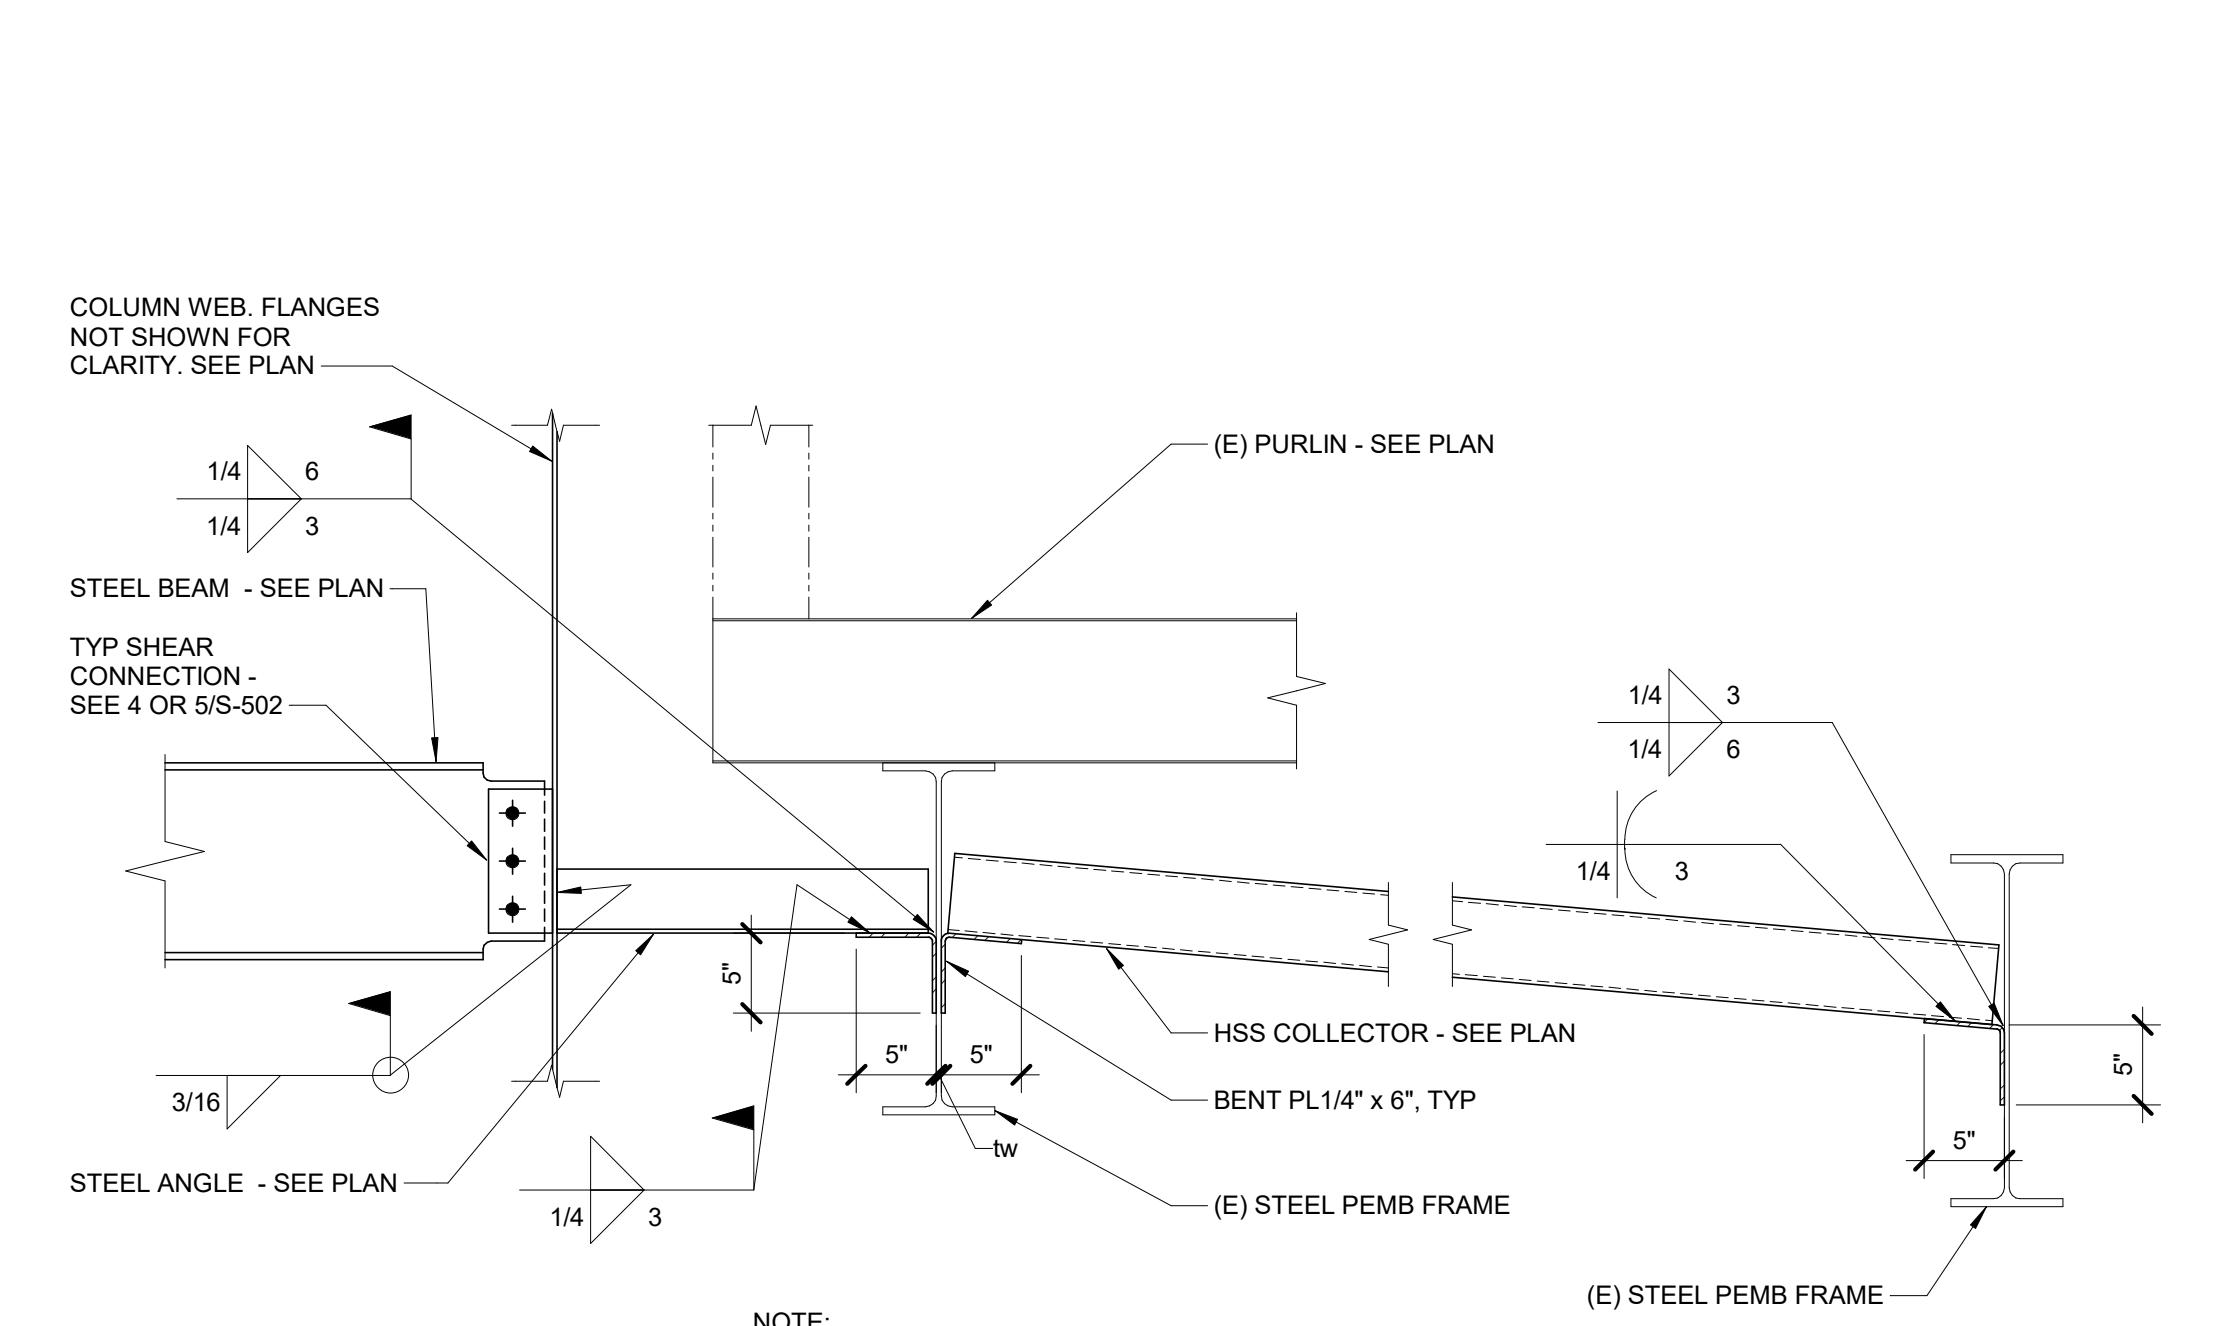 COLUMN WEB. FLANGES
NOT SHOWN FOR
CLARITY. SEE PLAN
(E) PURLIN - SEE PLAN
1/4 6
1/4 3
STEEL BEAM - SEE PLAN
TYP SHEAR
CONNECTION -
SEE 4 OR 5/S-502
1/4 3
1/4 6
1/4 3
5"
5" 5"
HSS COLLECTOR - SEE PLAN
5"
3/16
BENT PL1/4" x 6", TYP
5"
tw
STEEL ANGLE - SEE PLAN
1/4 3
(E) STEEL PEMB FRAME
(E) STEEL PEMB FRAME
NOTE: